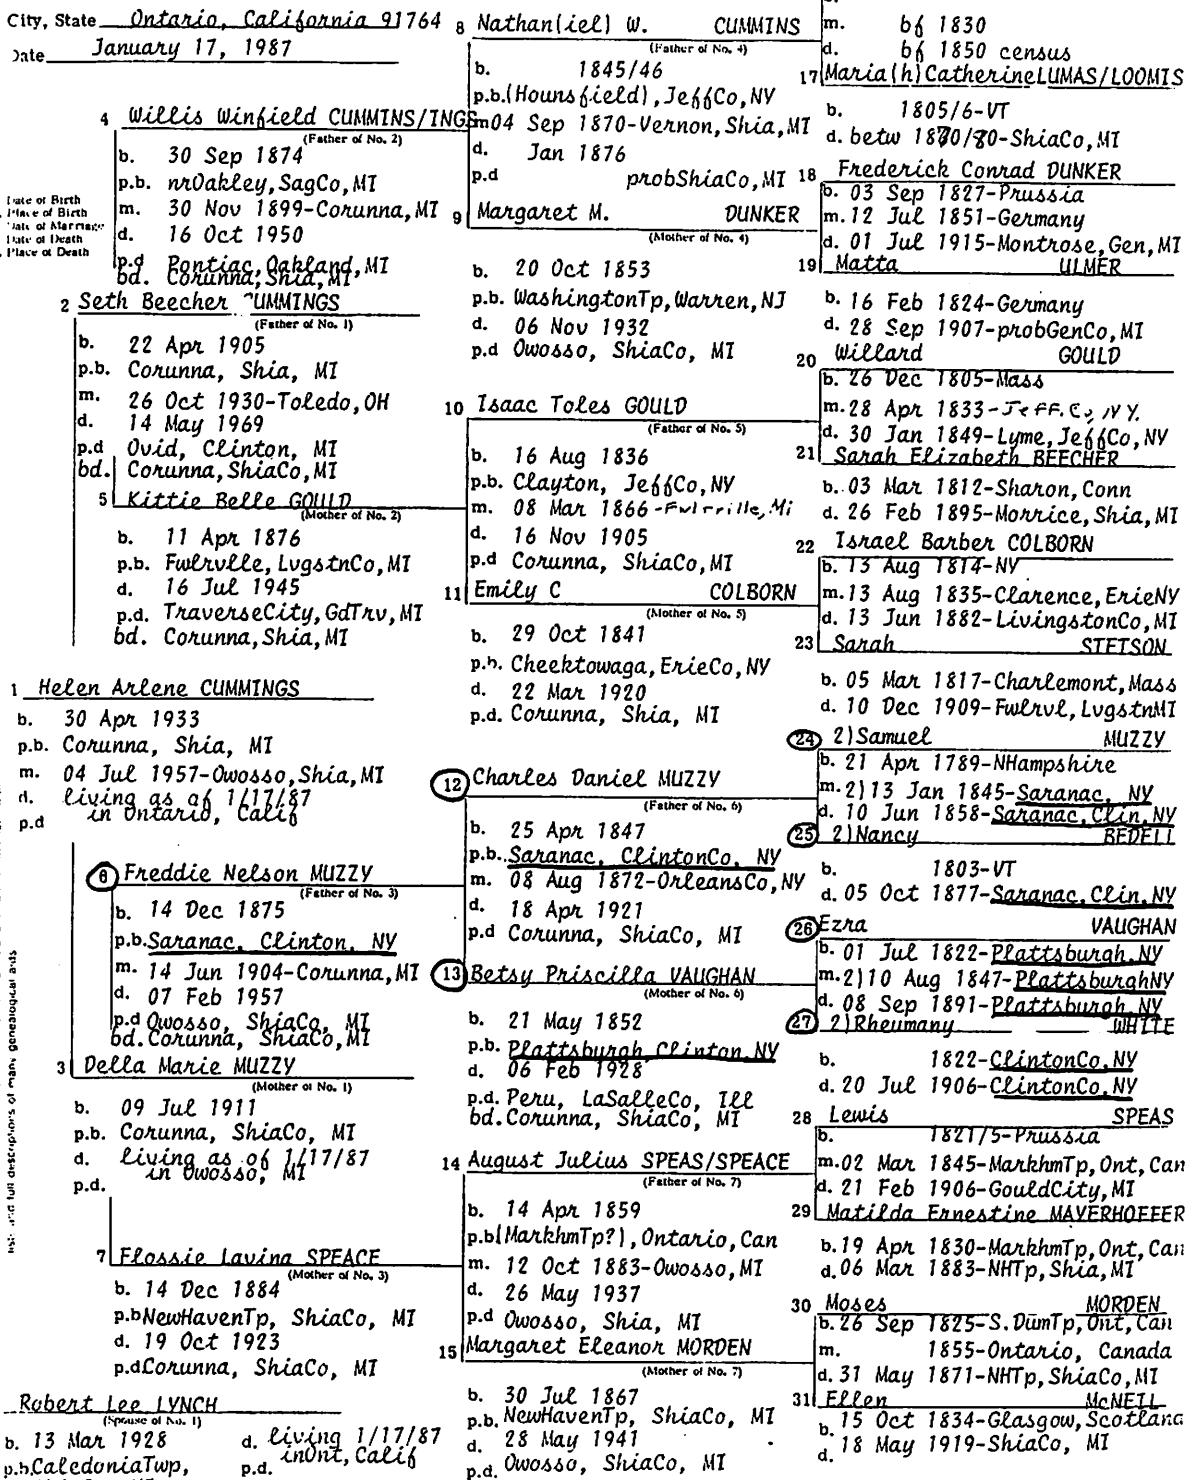 City, State Ontario, California 91764
Date January 17, 1987
Date of Birth
Place of Birth
Date of Marriage
Date of Death
Place of Death
4 Willis Winfield CUMMINS/INGS
(Father of No. 2)
b. 30 Sep 1874
p.b. nrOakley, SagCo, MI
m. 30 Nov 1899-Corunna, MI
d. 16 Oct 1950
p.d Pontiac, Oakland, MI
bd. Corunna, Shia, MI
2 Seth Beecher CUMMINGS
(Father of No. 1)
b. 22 Apr 1905
p.b. Corunna, Shia, MI
m. 26 Oct 1930-Toledo, OH
d. 14 May 1969
p.d Ovid, Clinton, MI
bd. Corunna, ShiaCo, MI
5 Kittie Belle GOULD
(Mother of No. 2)
b. 11 Apr 1876
p.b. Fwlrvlle, LvgstnCo, MI
d. 16 Jul 1945
p.d. TraverseCity, GdTrv, MI
bd. Corunna, Shia, MI
1 Helen Arlene CUMMINGS
b. 30 Apr 1933
p.b. Corunna, Shia, MI
m. 04 Jul 1957-Owosso, Shia, MI
d. living as of 1/17/87
p.d in Ontario, Calif
6 Freddie Nelson MUZZY
(Father of No. 3)
b. 14 Dec 1875
p.b. Saranac, Clinton, NY
m. 14 Jun 1904-Corunna, MI
d. 07 Feb 1957
p.d Owosso, ShiaCo, MI
bd. Corunna, ShiaCo, MI
3 Della Marie MUZZY
(Mother of No. 1)
b. 09 Jul 1911
p.b. Corunna, ShiaCo, MI
d. living as of 1/17/87
in Owosso, MI
p.d.
7 Flossie Lavina SPEACE
(Mother of No. 3)
b. 14 Dec 1884
p.b NewHavenTp, ShiaCo, MI
d. 19 Oct 1923
p.d Corunna, ShiaCo, MI
Robert Lee LYNCH
(Spouse of No. 1)
b. 13 Mar 1928 d. living 1/17/87
p.b. CaledoniaTwp, p.d. inOnt, Calif
full descriptions of many genealogical aids
8 Nathan(iel) W. CUMMINS
(Father of No. 4)
b. 1845/46
p.b. (Hounsfield), JeffCo, NY
m 04 Sep 1870-Vernon, Shia, MI
d. Jan 1876
p.d probShiaCo, MI
9 Margaret M. DUNKER
(Mother of No. 4)
b. 20 Oct 1853
p.b. WashingtonTp, Warren, NJ
d. 06 Nov 1932
p.d Owosso, ShiaCo, MI
10 Isaac Toles GOULD
(Father of No. 5)
b. 16 Aug 1836
p.b. Clayton, JeffCo, NY
m. 08 Mar 1866-Fwlrville, Mi
d. 16 Nov 1905
p.d Corunna, ShiaCo, MI
11 Emily C COLBORN
(Mother of No. 5)
b. 29 Oct 1841
p.b. Cheektowaga, ErieCo, NY
d. 22 Mar 1920
p.d. Corunna, Shia, MI
12 Charles Daniel MUZZY
(Father of No. 6)
b. 25 Apr 1847
p.b. Saranac, ClintonCo, NY
m. 08 Aug 1872-OrleansCo, NY
d. 18 Apr 1921
p.d Corunna, ShiaCo, MI
13 Betsy Priscilla VAUGHAN
(Mother of No. 6)
b. 21 May 1852
p.b. Plattsburgh, Clinton, NY
d. 06 Feb 1928
p.d. Peru, LaSalleCo, Ill
bd. Corunna, ShiaCo, MI
14 August Julius SPEAS/SPEACE
(Father of No. 7)
b. 14 Apr 1859
p.b (MarkhmTp?), Ontario, Can
m. 12 Oct 1883-Owosso, MI
d. 26 May 1937
p.d Owosso, Shia, MI
15 Margaret Eleanor MORDEN
(Mother of No. 7)
b. 30 Jul 1867
p.b. NewHavenTp, ShiaCo, MI
d. 28 May 1941
p.d. Owosso, ShiaCo, MI
m. bf 1830
d. bf 1850 census
17 Maria(h) Catherine LUMAS/LOOMIS
b. 1805/6-VT
d. betw 1870/80-ShiaCo, MI
18 Frederick Conrad DUNKER
b. 03 Sep 1827-Prussia
m. 12 Jul 1851-Germany
d. 01 Jul 1915-Montrose, Gen, MI
19 Matta ULMER
b. 16 Feb 1824-Germany
d. 28 Sep 1907-probGenCo, MI
20 Willard GOULD
b. 26 Dec 1805-Mass
m. 28 Apr 1833-Jeff. Co, NY.
d. 30 Jan 1849-Lyme, JeffCo, NY
21 Sarah Elizabeth BEECHER
b. 03 Mar 1812-Sharon, Conn
d. 26 Feb 1895-Morrice, Shia, MI
22 Israel Barber COLBORN
b. 13 Aug 1814-NY
m. 13 Aug 1835-Clarence, ErieNY
d. 13 Jun 1882-LivingstonCo, MI
23 Sarah STETSON
b. 05 Mar 1817-Charlemont, Mass
d. 10 Dec 1909-Fwlrvl, LvgstnMI
24 2)Samuel MUZZY
b. 21 Apr 1789-NHampshire
m. 2)13 Jan 1845-Saranac, NY
d. 10 Jun 1858-Saranac, Clin, NY
25 2)Nancy BEDELL
b. 1803-VT
d. 05 Oct 1877-Saranac, Clin, NY
26 Ezra VAUGHAN
b. 01 Jul 1822-Plattsburgh, NY
m. 2)10 Aug 1847-PlattsburghNY
d. 08 Sep 1891-Plattsburgh, NY
27 2)Rheumany WHITE
b. 1822-ClintonCo, NY
d. 20 Jul 1906-ClintonCo, NY
28 Lewis SPEAS
b. 1821/5-Prussia
m. 02 Mar 1845-MarkhmTp, Ont, Can
d. 21 Feb 1906-GouldCity, MI
29 Matilda Ernestine MAYERHOEFER
b. 19 Apr 1830-MarkhmTp, Ont, Can
d. 06 Mar 1883-NHTp, Shia, MI
30 Moses MORDEN
b. 26 Sep 1825-S.DumTp, Ont, Can
m. 1855-Ontario, Canada
d. 31 May 1871-NHTp, ShiaCo, MI
31 Ellen McNEIL
b. 15 Oct 1834-Glasgow, Scotland
d. 18 May 1919-ShiaCo, MI